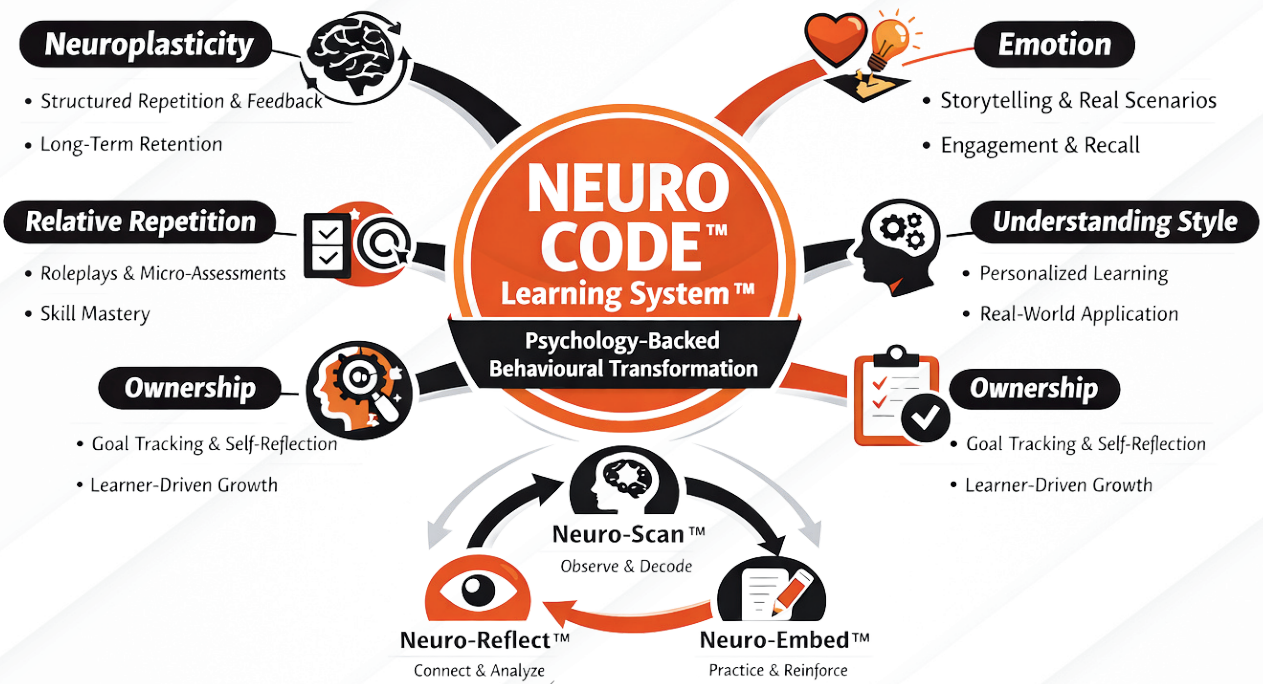 Neuroplasticity
• Structured Repetition & Feedback
• Long-Term Retention
Relative Repetition
• Roleplays & Micro-Assessments
• Skill Mastery
Ownership
• Goal Tracking & Self-Reflection
• Learner-Driven Growth
NEURO
CODE™
Learning System™
Psychology-Backed
Behavioural Transformation
Emotion
• Storytelling & Real Scenarios
• Engagement & Recall
Understanding Style
• Personalized Learning
• Real-World Application
Ownership
• Goal Tracking & Self-Reflection
• Learner-Driven Growth
Neuro-Scan™
Observe & Decode
Neuro-Reflect™
Connect & Analyze
Neuro-Embed™
Practice & Reinforce